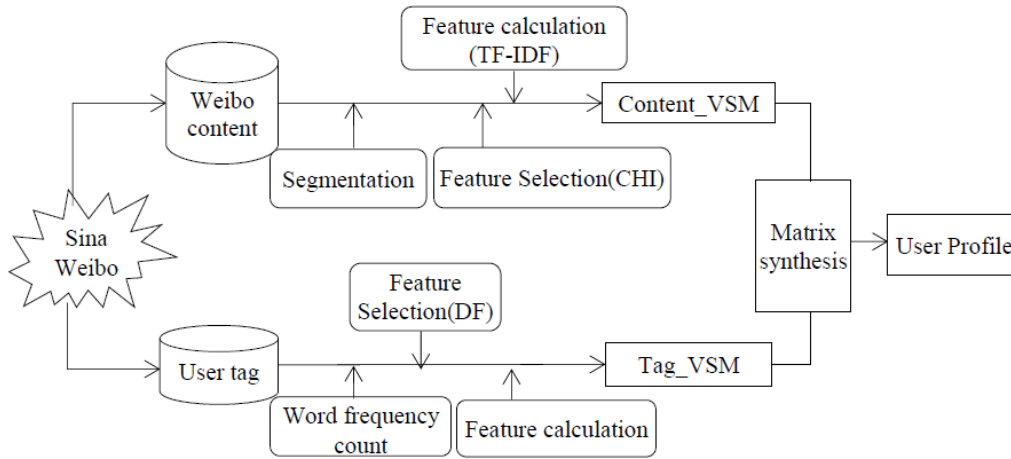 Feature calculation
(TF-IDF)
Weibo
content
Content_VSM
Segmentation
Feature Selection(CHI)
Sina
Weibo
Matrix
synthesis
User Profile
Feature
Selection(DF)
User tag
Tag_VSM
Word frequency
count
Feature calculation